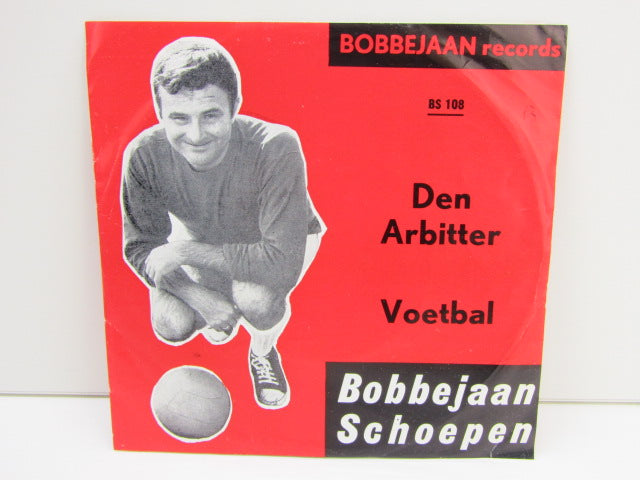 BOBBEJAAN records
BS 108
Den
Arbitter
Voetbal
Bobbejaan
Schoepen